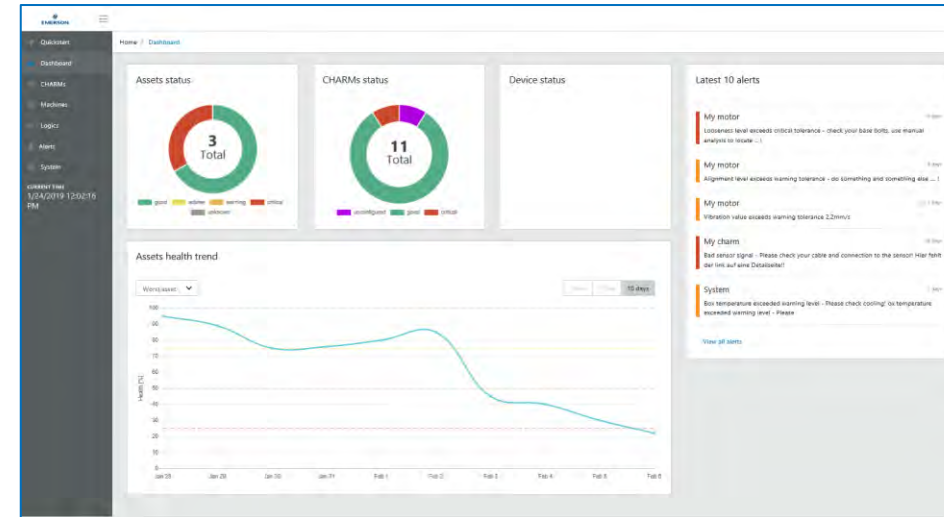 EMERSON
Quickstart
Home / Dashboard
Dashboard
CHARMs
Machines
Logics
Alerts
System
CURRENT TIME
1/24/2019 12:02:16
PM
Assets status
3
Total
good
warning
critical
unknown
CHARMs status
11
Total
unconfigured good critical
Device status
Assets health trend
Worst asset
10 days
Health [%]
100
90
80
70
60
50
40
30
20
10
0
Jan 29
Jan 30
Jan 31
Feb 1
Feb 2
Feb 3
Feb 4
Feb 5
Latest 10 alerts
My motor
Looseness level exceeds critical tolerance - check your base bolts, use manual
analysis to locate ... !
My motor
Alignment level exceeds warning tolerance - do something and something else ... !
My motor
Vibration value exceeds warning tolerance 2,2mm/s
My charm
Bad sensor signal - Please check your cable and connection to the sensor! Hier fehlt
der link auf eine Detailseite!!
System
Box temperature exceeded warning level - Please check cooling! ox temperature
exceeded warning level - Please
View all alerts